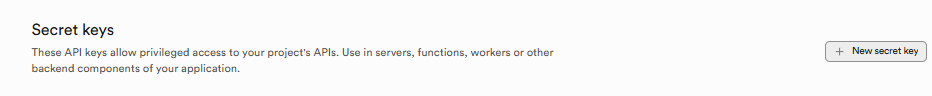 Secret keys
These API keys allow privileged access to your project's APIs. Use in servers, functions, workers or other
backend components of your application.
New secret key